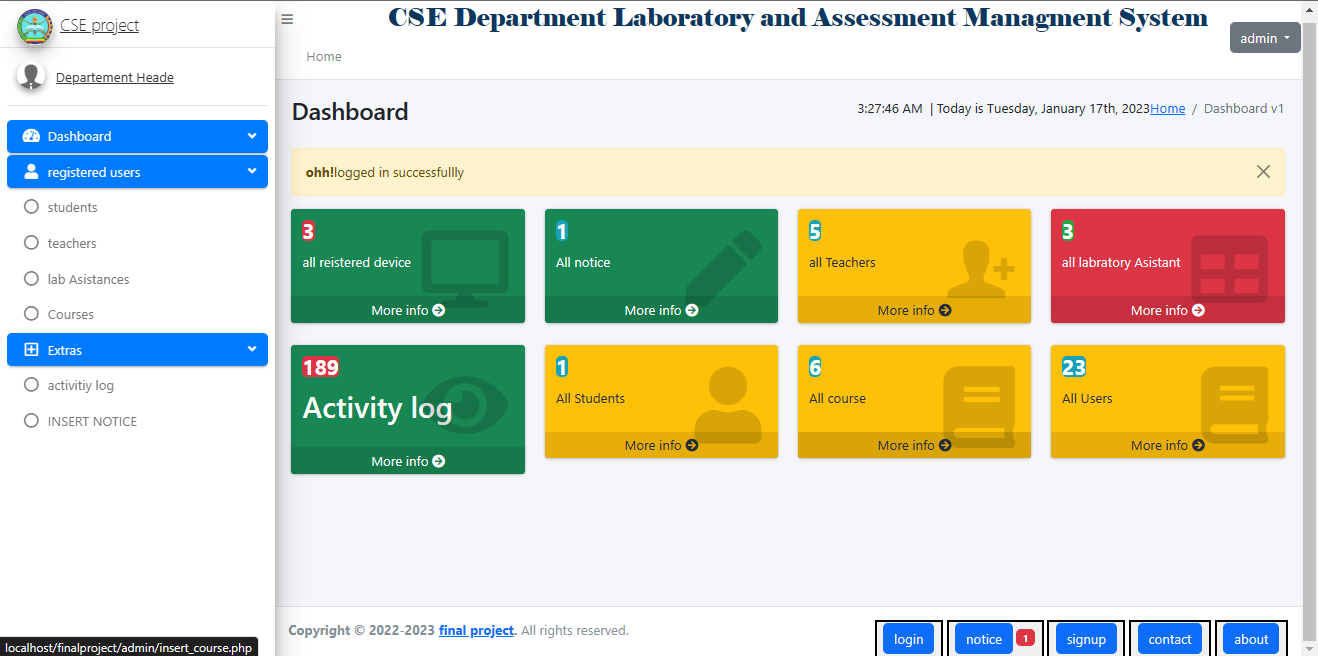 CSE project
CSE Department Laboratory and Assessment Managment System
admin
Home
Departement Heade
Dashboard
registered users
students
teachers
lab Asistances
Courses
Extras
activitiy log
INSERT NOTICE
Dashboard
3:27:46 AM | Today is Tuesday, January 17th, 2023Home / Dashboard v1
ohh!logged in successfullly
3
all reistered device
More info
1
All notice
More info
5
all Teachers
More info
3
all labratory Asistant
More info
189
Activity log
More info
1
All Students
More info
6
All course
More info
23
All Users
More info
Copyright © 2022-2023 final project. All rights reserved.
login
notice 1
signup
contact
about
localhost/finalproject/admin/insert_course.php